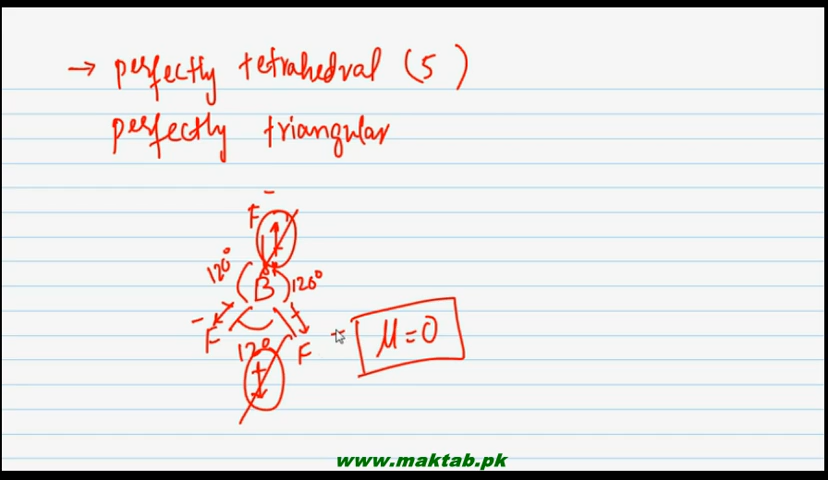 → perfectly tetrahedral (5)
perfectly triangular
-
F
120° B 120°
- F
120 F
μ=0
www.maktab.pk